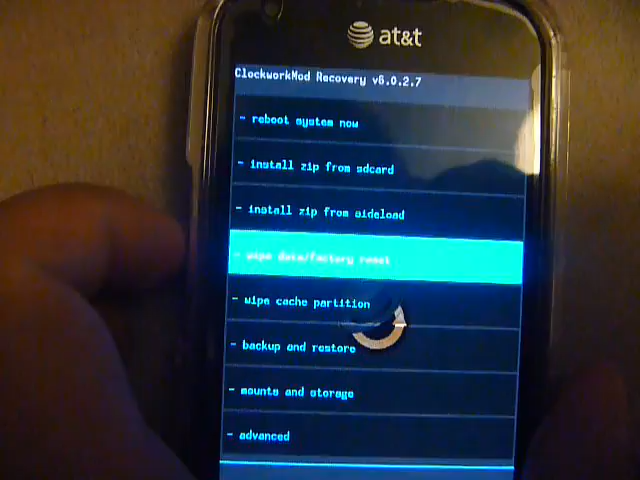 at&t
ClockworkMod Recovery v6.0.2.7
- reboot system now
- install zip from sdcard
- install zip from sideload
- wipe data/factory reset
- wipe cache partition
- backup and restore
- mounts and storage
- advanced